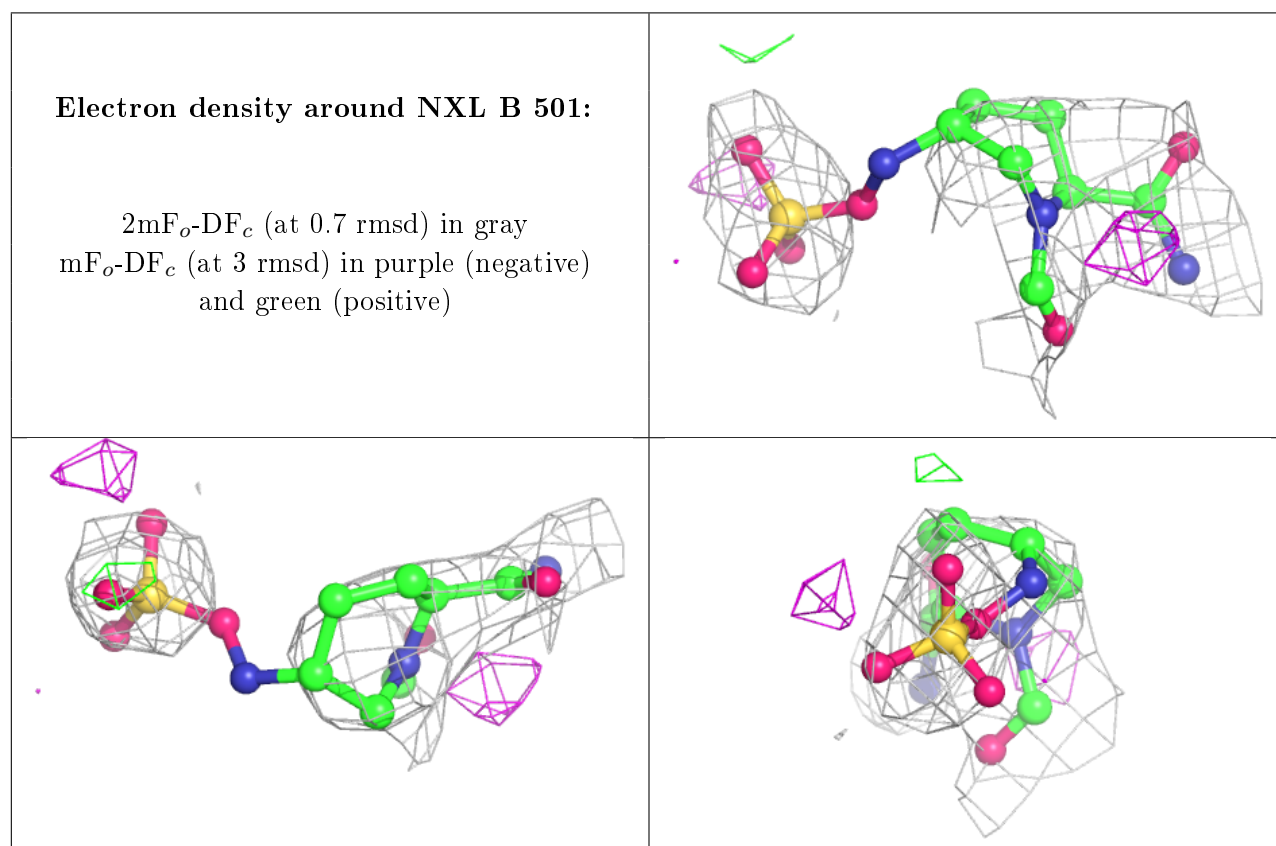 Electron density around NXL B 501:
2mFₒ-DF𝒸 (at 0.7 rmsd) in gray
mFₒ-DF𝒸 (at 3 rmsd) in purple (negative)
and green (positive)